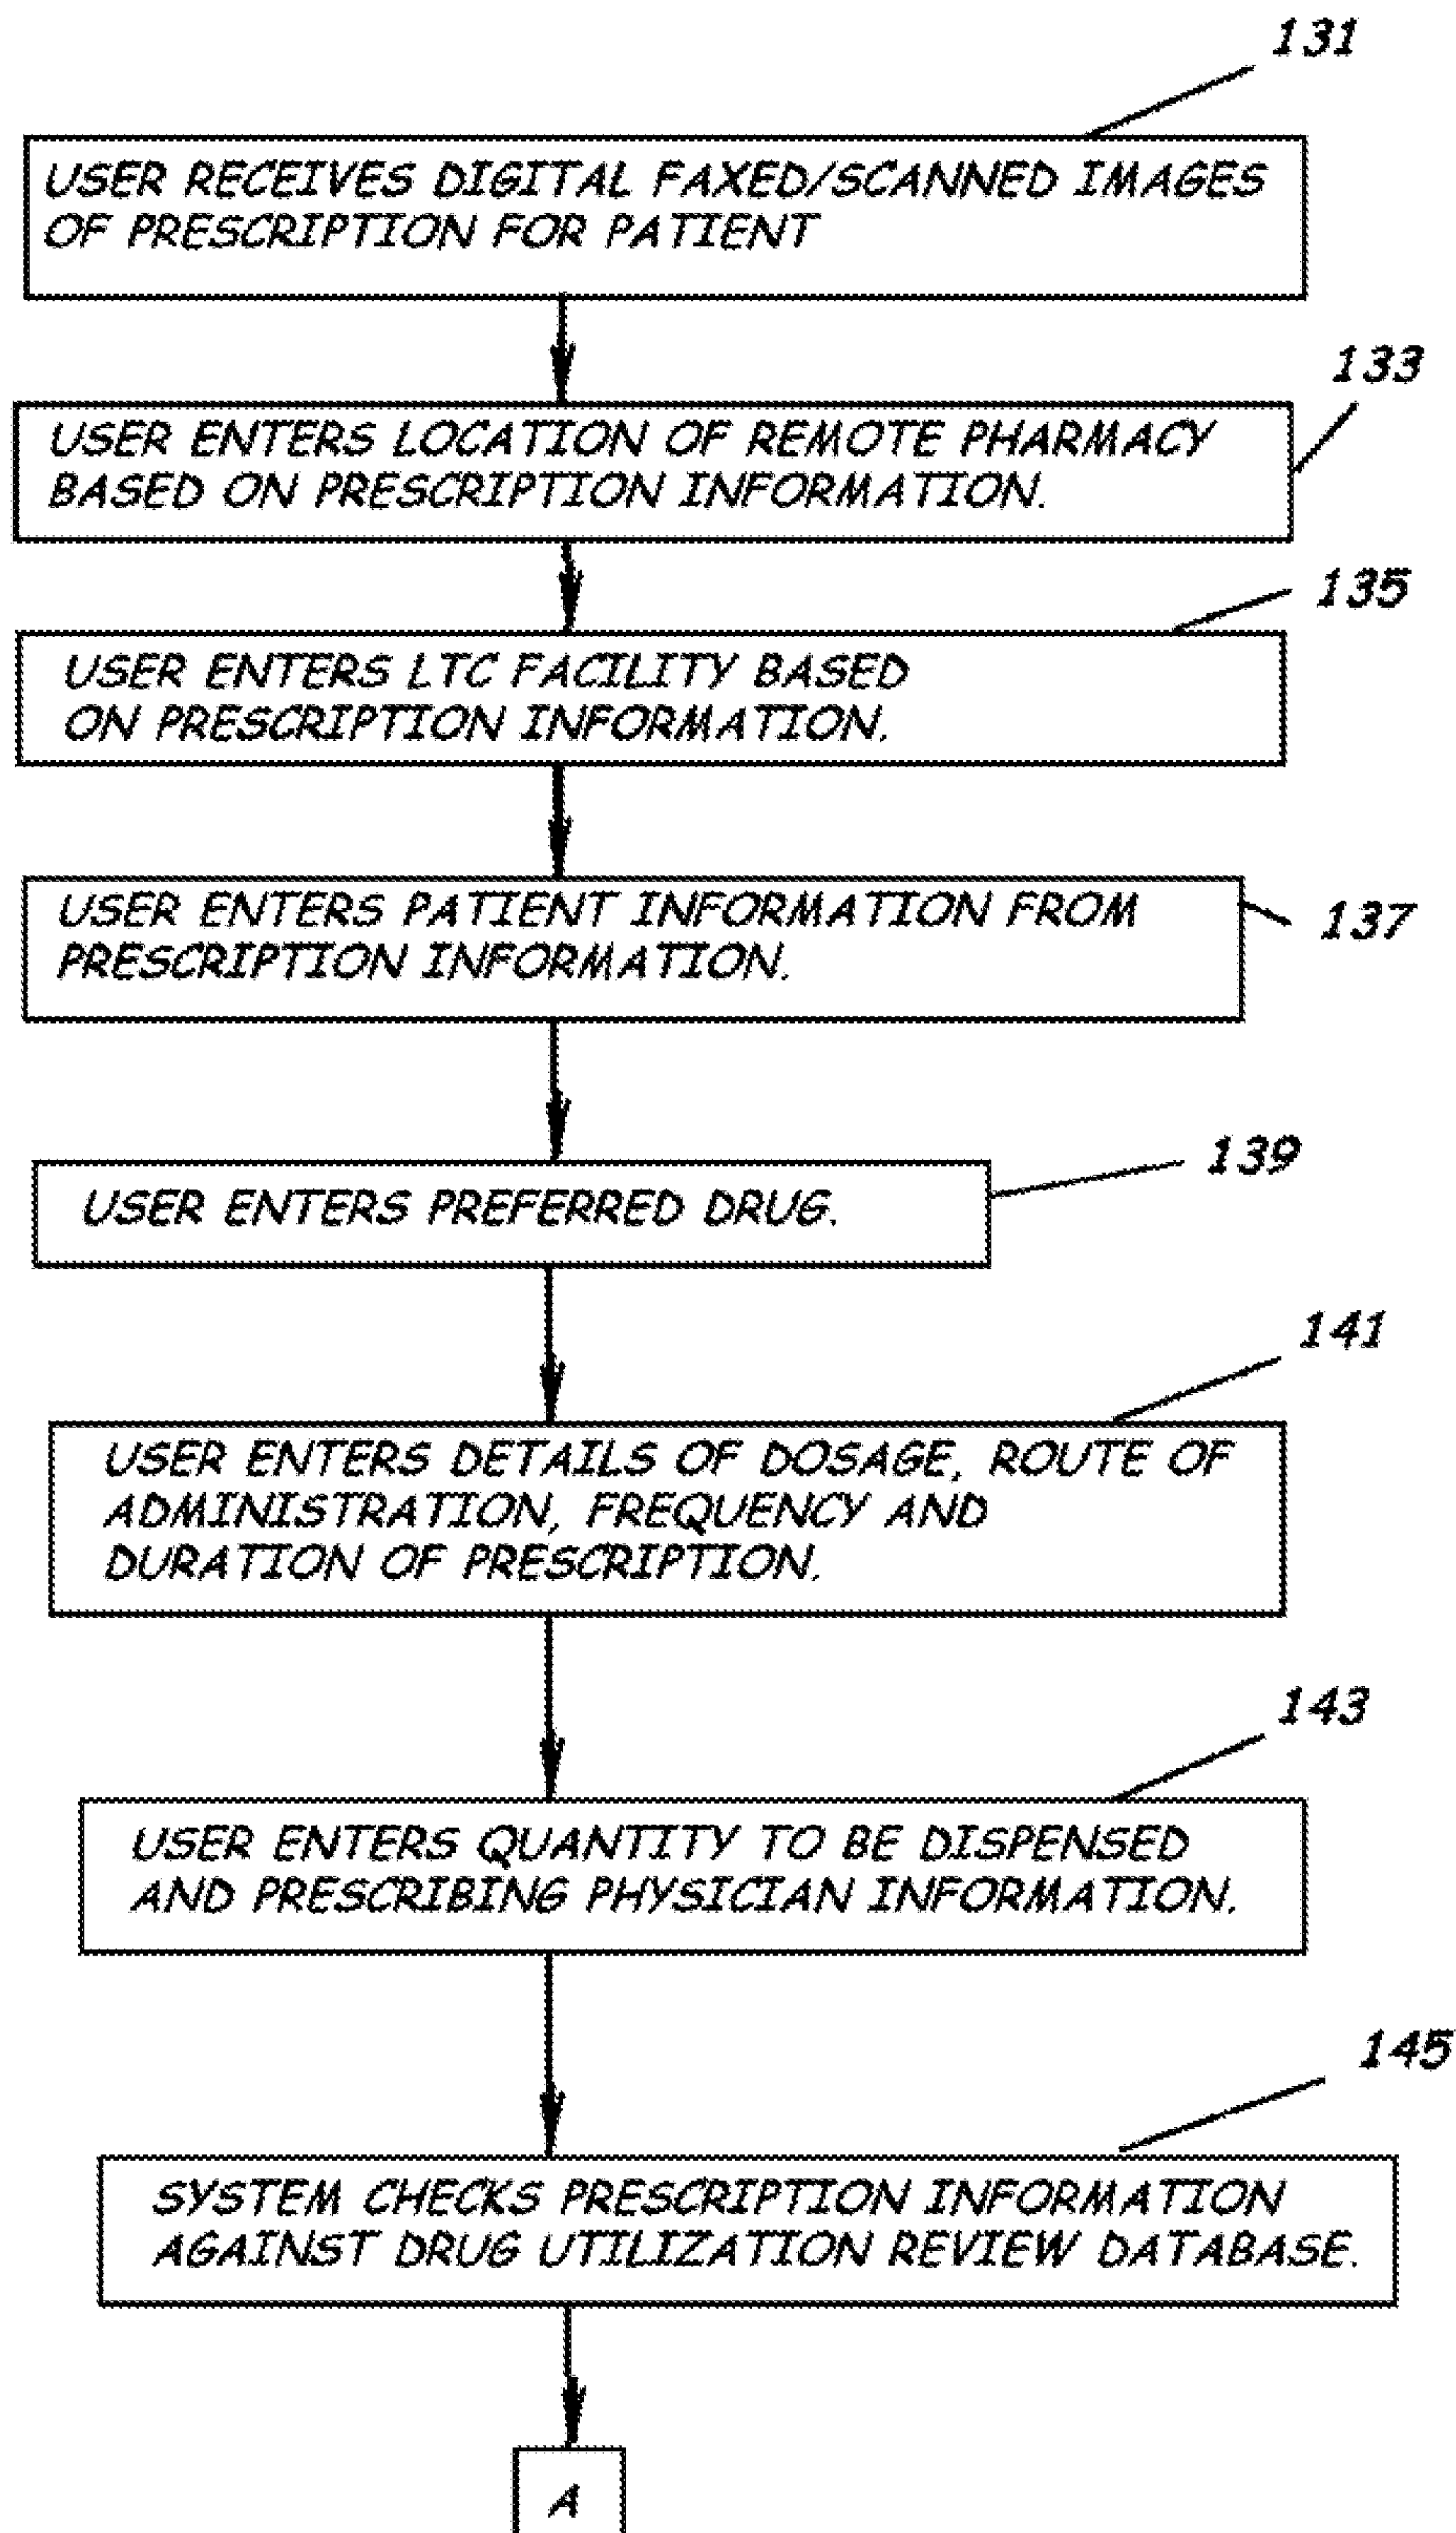 131
USER RECEIVES DIGITAL FAXED/SCANNED IMAGES
OF PRESCRIPTION FOR PATIENT
133
USER ENTERS LOCATION OF REMOTE PHARMACY
BASED ON PRESCRIPTION INFORMATION.
135
USER ENTERS LTC FACILITY BASED
ON PRESCRIPTION INFORMATION.
USER ENTERS PATIENT INFORMATION FROM
PRESCRIPTION INFORMATION.
137
139
USER ENTERS PREFERRED DRUG.
141
USER ENTERS DETAILS OF DOSAGE, ROUTE OF
ADMINISTRATION, FREQUENCY AND
DURATION OF PRESCRIPTION.
143
USER ENTERS QUANTITY TO BE DISPENSED
AND PRESCRIBING PHYSICIAN INFORMATION.
145
SYSTEM CHECKS PRESCRIPTION INFORMATION
AGAINST DRUG UTILIZATION REVIEW DATABASE.
A